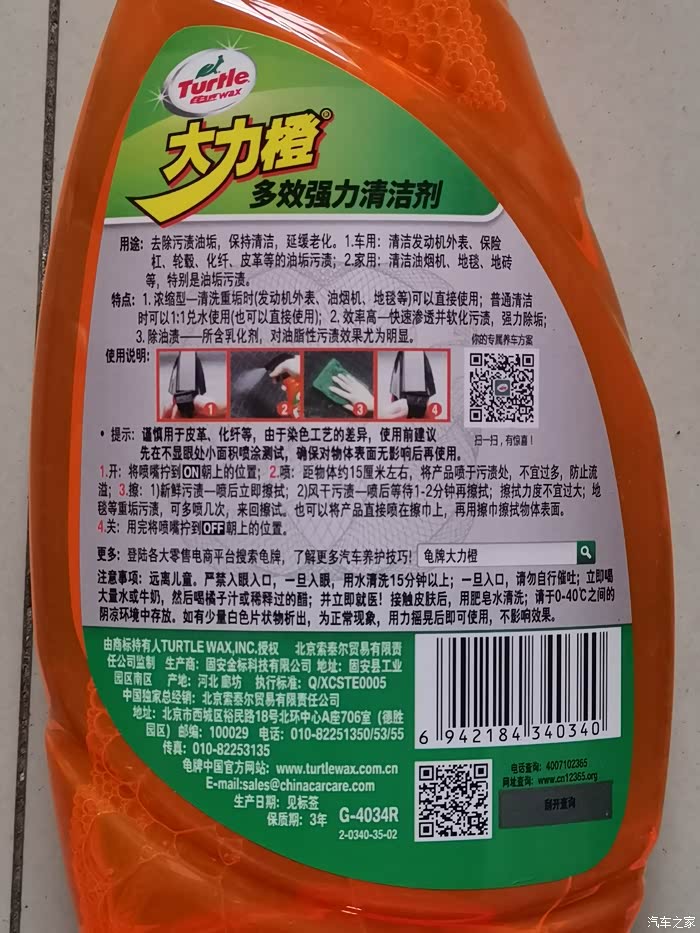 Turtle
wax
大力橙®
多效强力清洁剂
用途：去除污渍油垢，保持清洁，延缓老化。1.车用：清洁发动机外表、保险
杠、轮毂、化纤、皮革等的油垢污渍；2.家用：清洁油烟机、地毯、地砖
等，特别是油垢污渍。
特点：1.浓缩型—清洗重垢时(发动机外表、油烟机、地毯等)可以直接使用；普通清洁
时可以1:1兑水使用(也可以直接使用)；2.效率高—快速渗透并软化污渍，强力除垢；
3.除油渍——所含乳化剂，对油脂性污渍效果尤为明显。
你的专属养车方案
使用说明：
1
2
3
4
扫一扫，有惊喜！
• 提示：谨慎用于皮革、化纤等，由于染色工艺的差异，使用前建议
先在不显眼处小面积喷涂测试，确保对物体表面无影响后再使用。
1.开：将喷嘴拧到ON朝上的位置；2.喷：距物体约15厘米左右，将产品喷于污渍处，不宜过多，防止流
溢；3.擦：1)新鲜污渍—喷后立即擦拭；2)风干污渍—喷后等待1-2分钟再擦拭；擦拭力度不宜过大；地
毯等重垢污渍，可多喷几次，来回擦试。也可以将产品直接喷在擦巾上，再用擦巾擦拭物体表面。
4.关：用完将喷嘴拧到OFF朝上的位置。
更多：登陆各大零售电商平台搜索龟牌，了解更多汽车养护技巧！ 龟牌大力橙
注意事项：远离儿童。严禁入眼入口，一旦入眼，用水清洗15分钟以上；一旦入口，请勿自行催吐；立即喝
大量水或牛奶，然后喝橘子汁或稀释过的醋；并立即就医！接触皮肤后，用肥皂水清洗；请于0-40℃之间的
阴凉环境中存放。如有少量白色片状物析出，为正常现象，用力摇晃后即可使用，不影响效果。
由商标持有人TURTLE WAX,INC.授权 北京索泰尔贸易有限责
任公司监制 生产商：固安金标科技有限公司 地址：固安县工业
园区南区 产地：河北 廊坊 执行标准：Q/XCSTE0005
中国独家总经销：北京索泰尔贸易有限责任公司
地址：北京市西城区裕民路18号北环中心A座706室（德胜
园区）邮编：100029 电话：010-82251350/53/55
传真：010-82253135
龟牌中国官方网站：www.turtlewax.com.cn
E-mail:sales@chinacarcare.com
生产日期：见标签
保质期：3年 G-4034R
2-0340-35-02
6 942184 340340
电话查询：4007102365
网址查询：www.cn12365.org
刮开查询
汽车之家